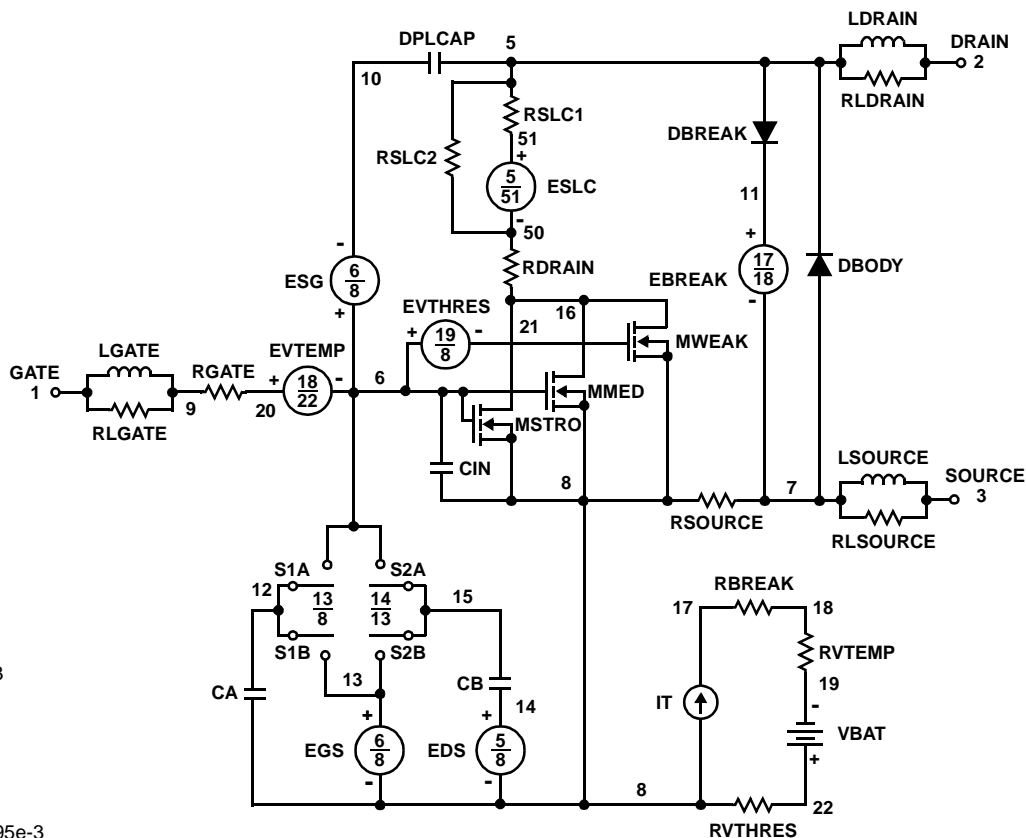 LDRAIN
DPLCAP 5 DRAIN
2
10
RLDRAIN
RSLC1
DBREAK
51
RSLC2 +
5
51
ESLC
11
-
50
- +
17
18
EBREAK
DBODY
RDRAIN
6
8
ESG
EVTHRES
16
-
+ 21
+ -
19
8
MWEAK
LGATE EVTEMP
GATE
1
RGATE
+ -
18
22
6
MMED
9 20
RLGATE
MSTRO
CIN
LSOURCE
8 7 SOURCE
3
RSOURCE
RLSOURCE
S1A S2A
12
13
8
14
13
15
RBREAK
17 18
S1B S2B
RVTEMP
13
CA CB
19
14 IT -
+ +
VBAT
EGS
6
8
EDS
5
8
+
- -
8 22
RVTHRES
3
95e-3